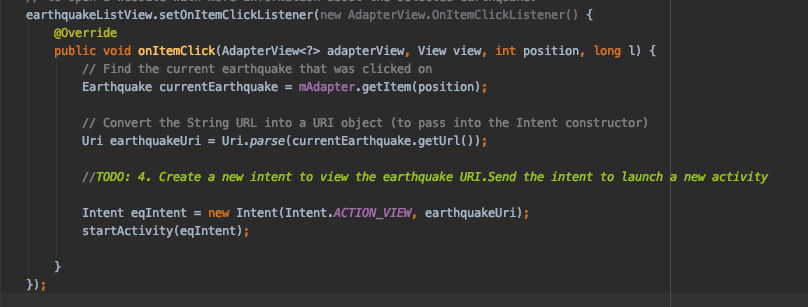 earthquakeListView.setOnItemClickListener(new AdapterView.OnItemClickListener() {
@Override
public void onItemClick(AdapterView<?> adapterView, View view, int position, long l) {
// Find the current earthquake that was clicked on
Earthquake currentEarthquake = mAdapter.getItem(position);
// Convert the String URL into a URI object (to pass into the Intent constructor)
Uri earthquakeUri = Uri.parse(currentEarthquake.getUrl());
//TODO: 4. Create a new intent to view the earthquake URI.Send the intent to launch a new activity
Intent eqIntent = new Intent(Intent.ACTION_VIEW, earthquakeUri);
startActivity(eqIntent);
}
});